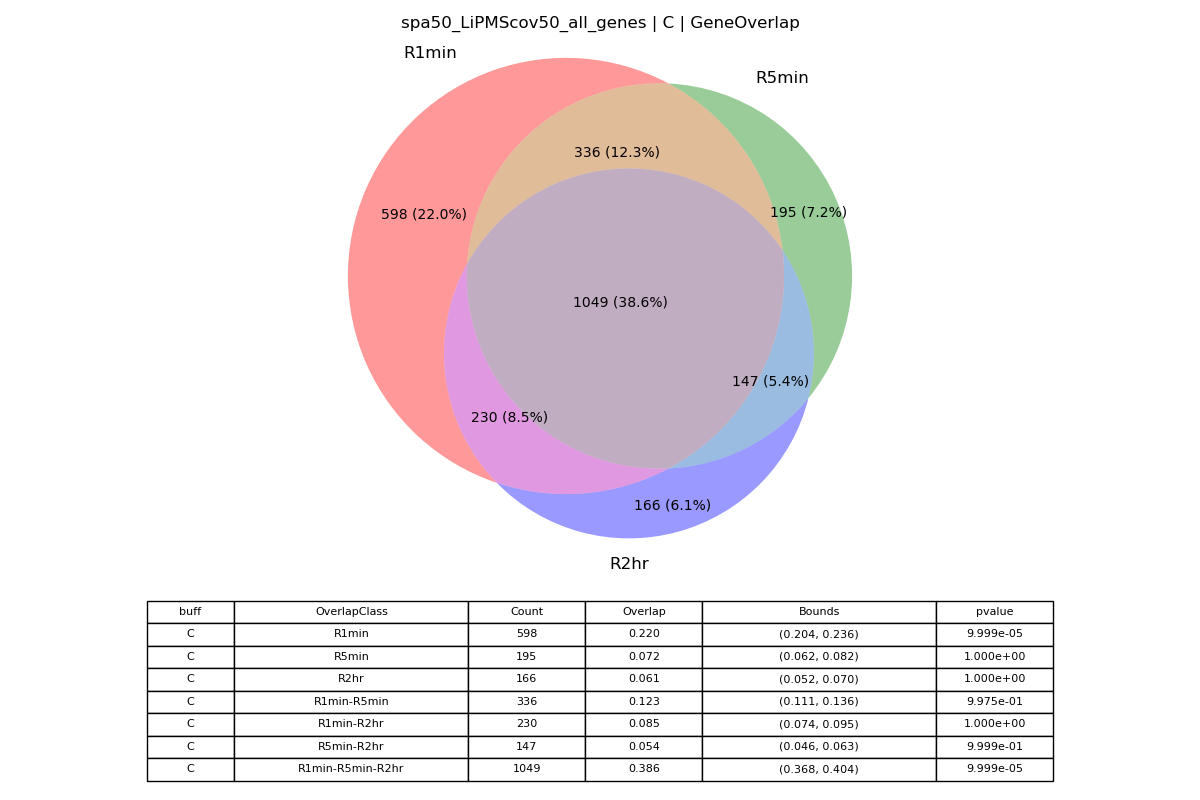 spa50_LiPMScov50_all_genes | C | GeneOverlap
R1min
R5min
336 (12.3%)
598 (22.0%)
195 (7.2%)
1049 (38.6%)
147 (5.4%)
230 (8.5%)
166 (6.1%)
R2hr
buff OverlapClass Count Overlap Bounds pvalue
C R1min 598 0.220 (0.204, 0.236) 9.999e-05
C R5min 195 0.072 (0.062, 0.082) 1.000e+00
C R2hr 166 0.061 (0.052, 0.070) 1.000e+00
C R1min-R5min 336 0.123 (0.111, 0.136) 9.975e-01
C R1min-R2hr 230 0.085 (0.074, 0.095) 1.000e+00
C R5min-R2hr 147 0.054 (0.046, 0.063) 9.999e-01
C R1min-R5min-R2hr 1049 0.386 (0.368, 0.404) 9.999e-05